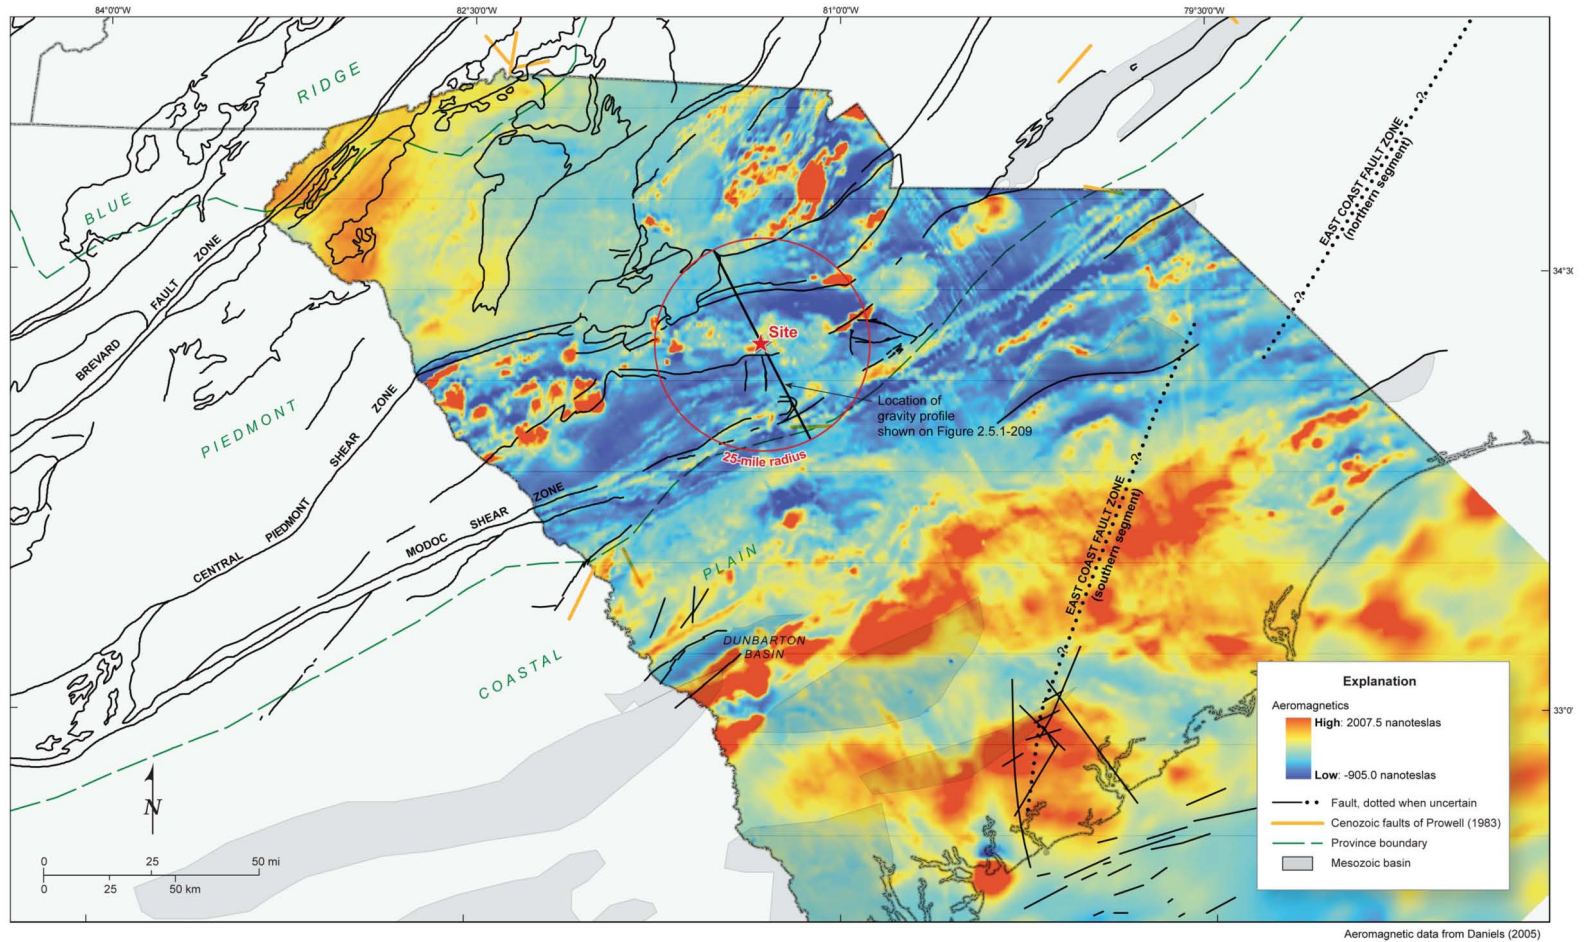 84°0'0"W
82°30'0"W
81°0'0"W
79°30'0"W
RIDGE
BLUE
BREVARD FAULT ZONE
PIEDMONT
CENTRAL PIEDMONT SHEAR ZONE
MODOC SHEAR ZONE
COASTAL PLAIN
DUNBARTON
BASIN
Site
25-mile radius
Location of
gravity profile
shown on Figure 2.5.1-209
EAST COAST FAULT ZONE
(northern segment)
?
?
EAST COAST FAULT ZONE
(southern segment)
?
?
34°3(
33°0'
N
0 25 50 mi
0 25 50 km
Explanation
Aeromagnetics
High: 2007.5 nanoteslas
Low: -905.0 nanoteslas
Fault, dotted when uncertain
Cenozoic faults of Prowell (1983)
Province boundary
Mesozoic basin
Aeromagnetic data from Daniels (2005)